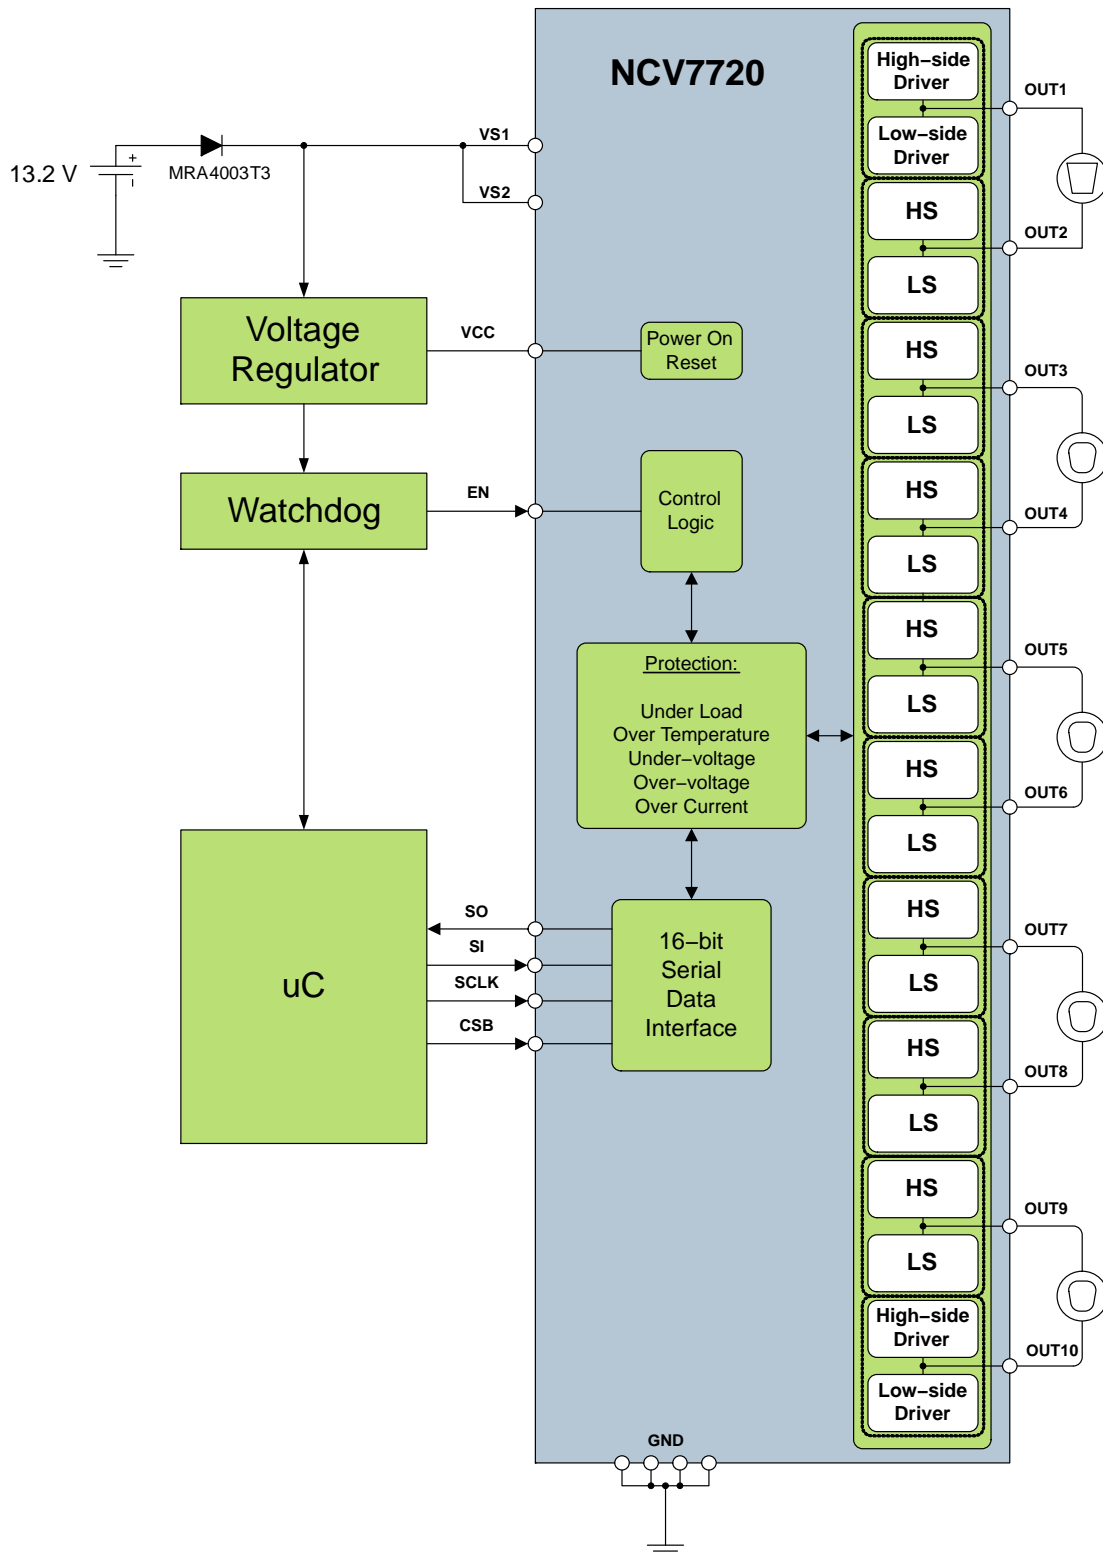 NCV7720
13.2 V
+
−
MRA4003T3
VS1
VS2
Voltage
Regulator
VCC
Power On
Reset
Watchdog
EN
Control
Logic
Protection:
Under Load
Over Temperature
Under−voltage
Over−voltage
Over Current
uC
SO
SI
SCLK
CSB
16−bit
Serial
Data
Interface
GND
High−side
Driver
OUT1
Low−side
Driver
HS
OUT2
LS
HS
OUT3
LS
HS
OUT4
LS
HS
OUT5
LS
HS
OUT6
LS
HS
OUT7
LS
HS
OUT8
LS
HS
OUT9
LS
High−side
Driver
OUT10
Low−side
Driver